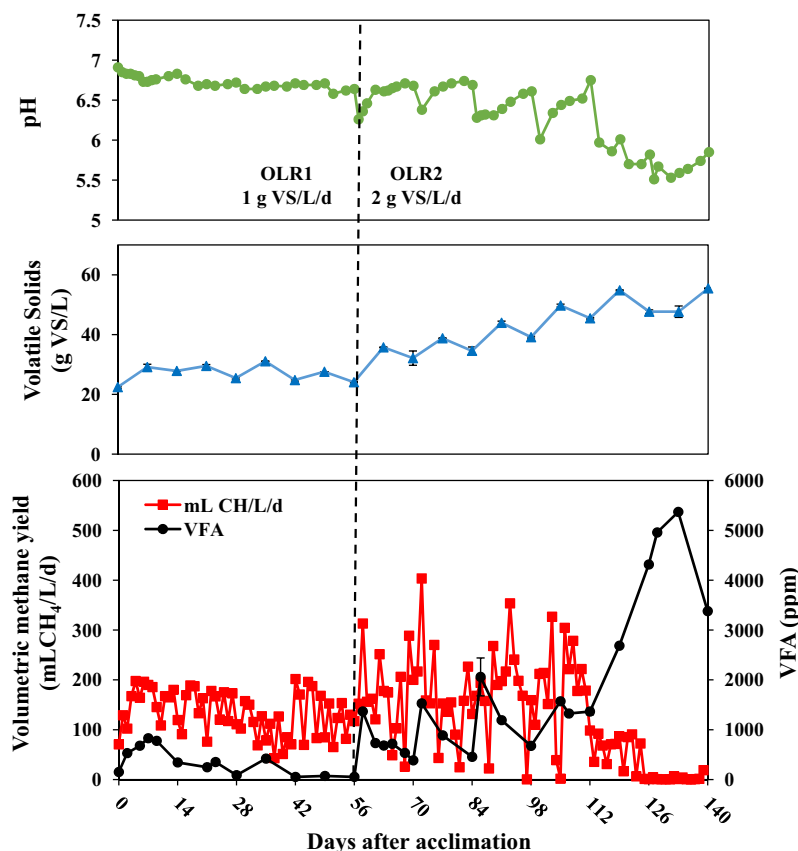 7.5
7
6.5
6
5.5
5
pH
OLR1
1 g VS/L/d
OLR2
2 g VS/L/d
60
40
20
0
Volatile Solids
(g VS/L)
600
500
400
300
200
100
0
Volumetric methane yield
(mLCH₄/L/d)
mL CH/L/d
VFA
6000
5000
4000
3000
2000
1000
0
VFA (ppm)
0 14 28 42 56 70 84 98 112 126 140
Days after acclimation